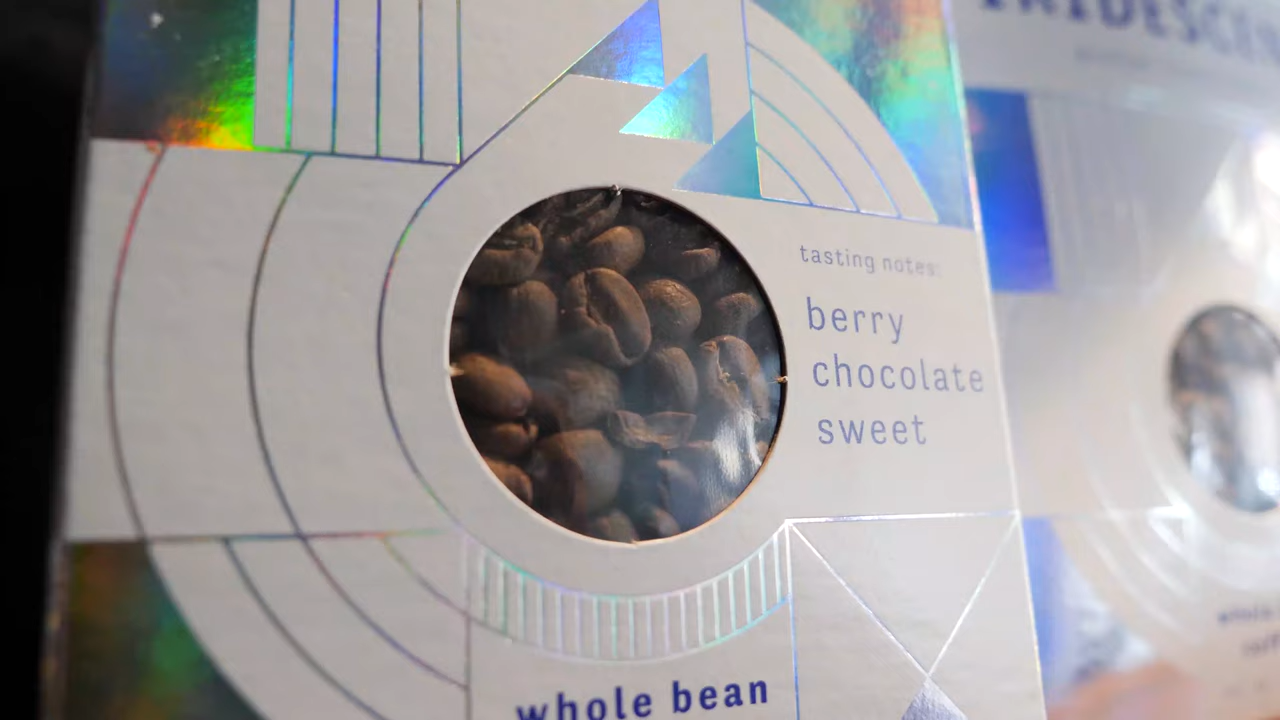 tasting notes:
berry
chocolate
sweet
whole bean